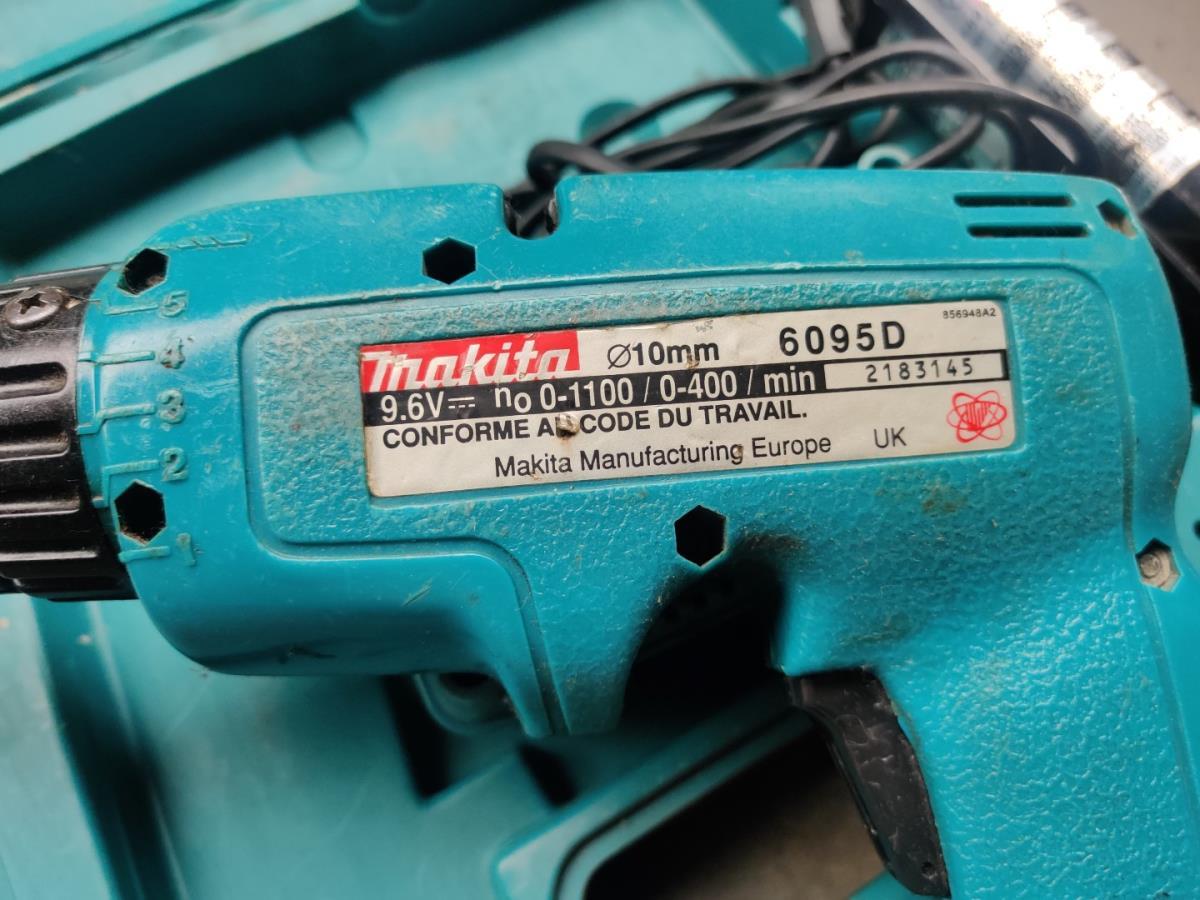 makita ⌀10mm 6095D 856948A2
9.6V⎓ no 0-1100 / 0-400 / min 2183145
CONFORME AU CODE DU TRAVAIL.
Makita Manufacturing Europe UK
5
4
3
2
1